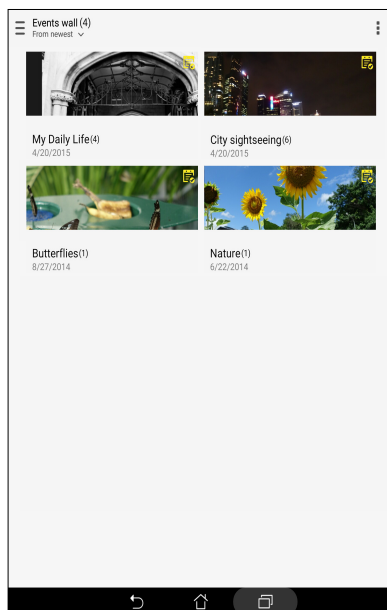 Events wall (4)
From newest
My Daily Life(4)
4/20/2015
City sightseeing(6)
4/20/2015
Butterflies(1)
8/27/2014
Nature(1)
6/22/2014